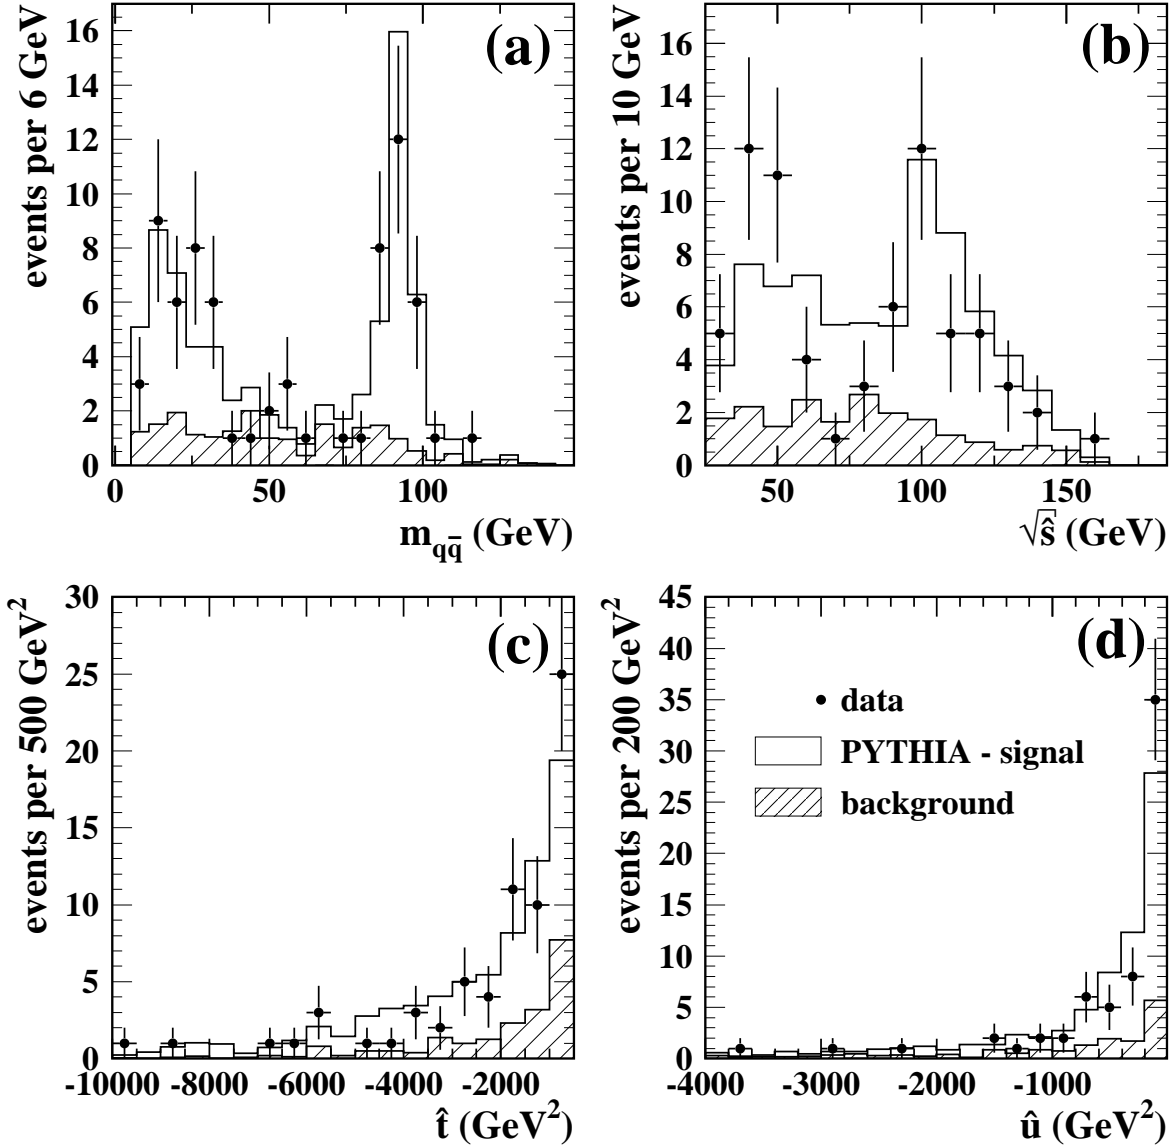 (a)
events per 6 GeV
16
14
12
10
8
6
4
2
0
0 50 100
m_{qq̅} (GeV)
(b)
events per 10 GeV
16
14
12
10
8
6
4
2
0
50 100 150
√ŝ (GeV)
(c)
events per 500 GeV²
30
25
20
15
10
5
0
-10000 -8000 -6000 -4000 -2000
t̂ (GeV²)
(d)
events per 200 GeV²
45
40
35
30
25
20
15
10
5
0
data
PYTHIA - signal
background
-4000 -3000 -2000 -1000
û (GeV²)